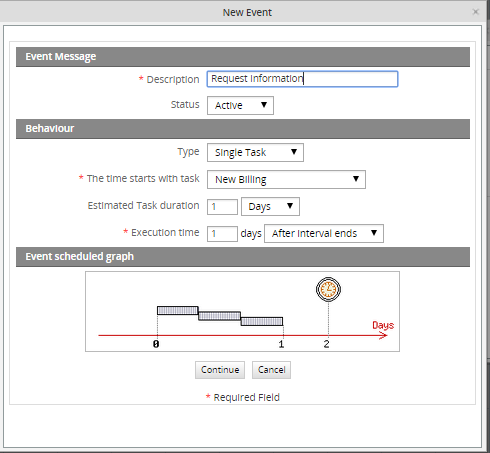 New Event
Event Message
* Description Request Information
Status Active
Behaviour
Type Single Task
* The time starts with task New Billing
Estimated Task duration 1 Days
* Execution time 1 days After interval ends
Event scheduled graph
Days
0 1 2
Continue Cancel
* Required Field